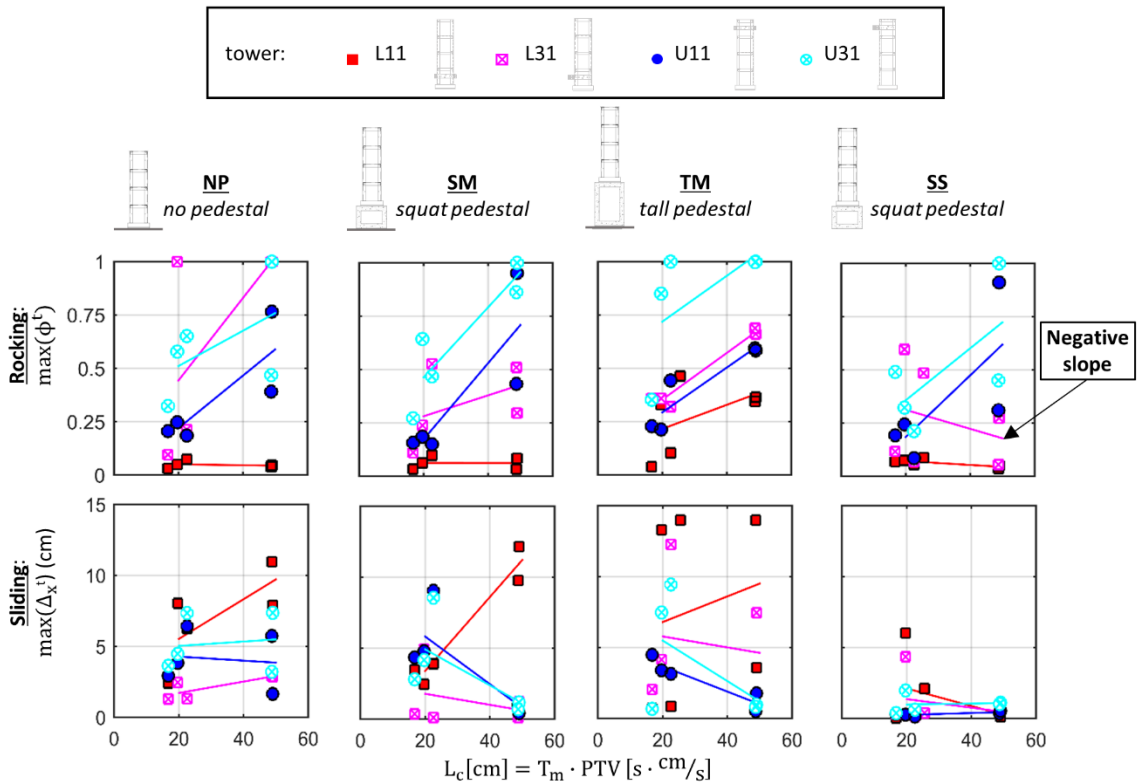 tower: L11 L31 U11 U31
NP SM TM SS
no pedestal squat pedestal tall pedestal squat pedestal
Rocking:
max(ϕᵗ)
1
0.75
0.5
0.25
0
Negative
slope
Sliding:
max(Δₓᵗ) (cm)
15
10
5
0
0 20 40 60 0 20 40 60 0 20 40 60 0 20 40 60
L_c[cm] = T_m · PTV [s · cm/s]